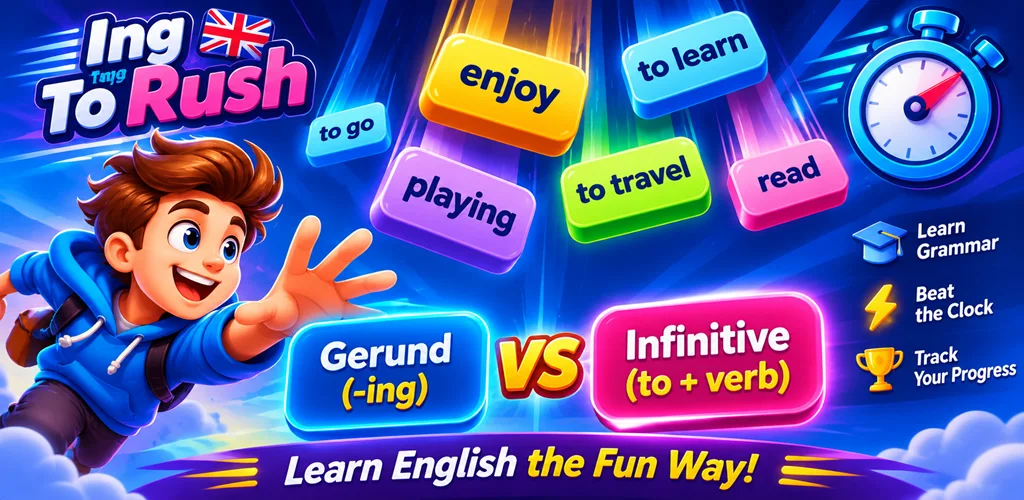 Ing
Tnɪg
To Rush
enjoy
to learn
to go
playing
to travel
read
Learn
Grammar
Beat
the Clock
Track
Your Progress
Gerund
(-ing)
VS
Infinitive
(to + verb)
Learn English the Fun Way!